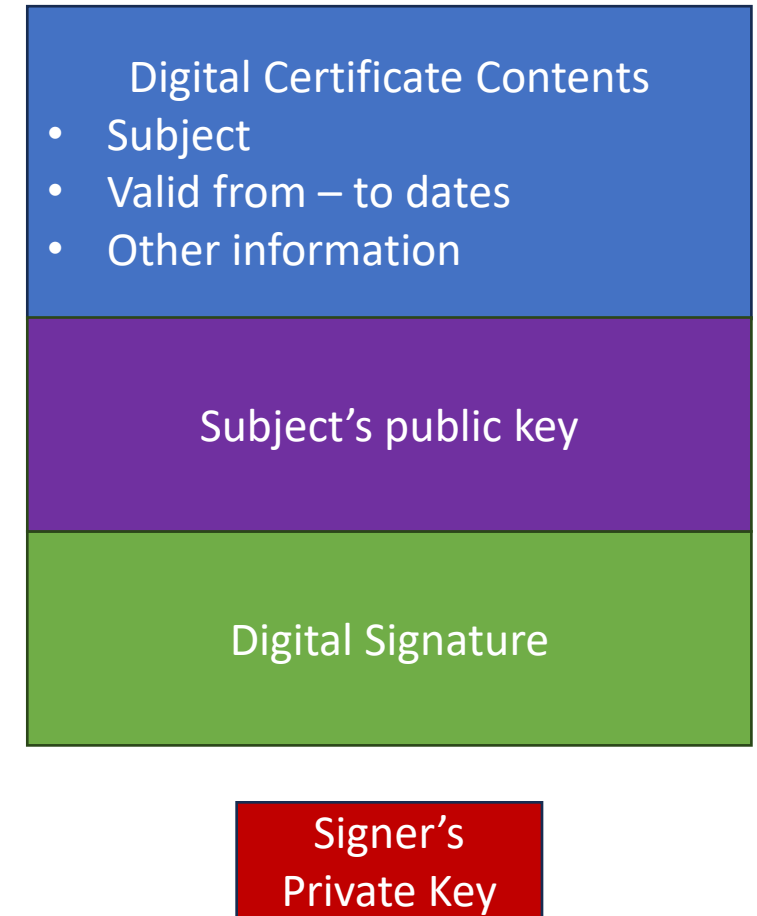 Digital Certificate Contents
• Subject
• Valid from – to dates
• Other information
Subject’s public key
Digital Signature
Signer’s
Private Key